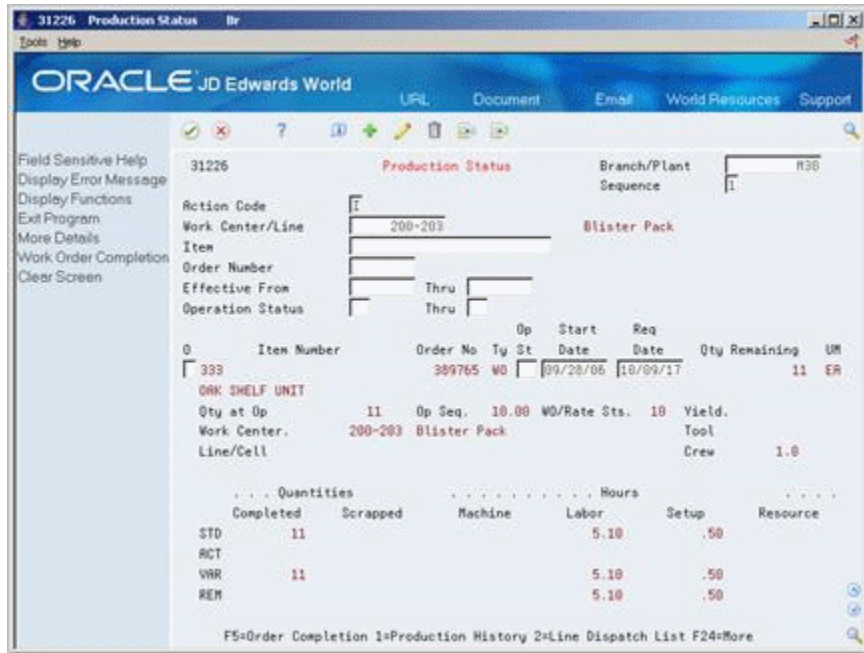 31226 Production Status Br
Tools Help
ORACLE JD Edwards World
URL Document Email World Resources Support
Field Sensitive Help
Display Error Message
Display Functions
Exit Program
More Details
Work Order Completion
Clear Screen
31226 Production Status Branch/Plant M30
Sequence 1
Action Code I
Work Center/Line 200-203 Blister Pack
Item
Order Number
Effective From Thru
Operation Status Thru
Op Start Req
O Item Number Order No Ty St Date Date Qty Remaining UM
333 389765 WO 09/28/06 10/09/17 11 EA
OAK SHELF UNIT
Qty at Op 11 Op Seq. 10.00 WO/Rate Sts. 10 Yield.
Work Center. 200-203 Blister Pack Tool
Line/Cell Crew 1.0
. . . Quantities . . . . . . . . . . Hours . . . . .
Completed Scrapped Machine Labor Setup Resource
STD 11 5.10 .50
ACT
VAR 11 5.10 .50
REM 5.10 .50
F5=Order Completion 1=Production History 2=Line Dispatch List F24=More